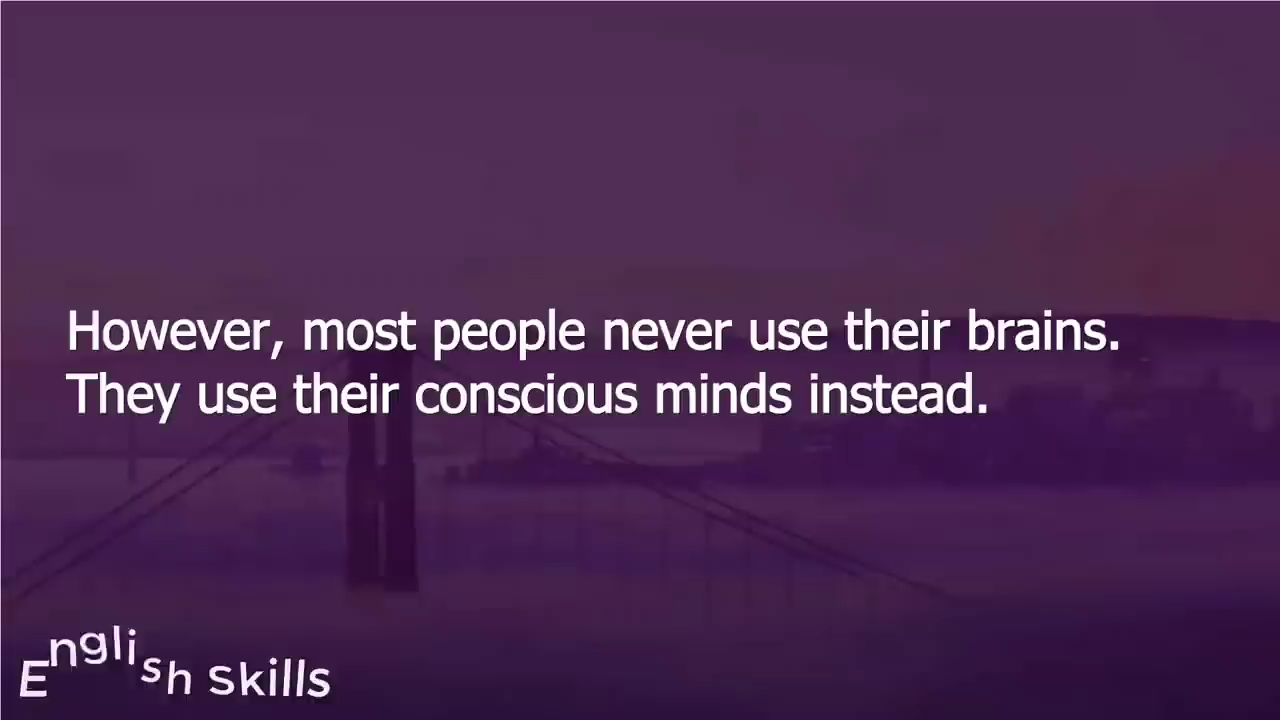 However, most people never use their brains.
They use their conscious minds instead.
English Skills